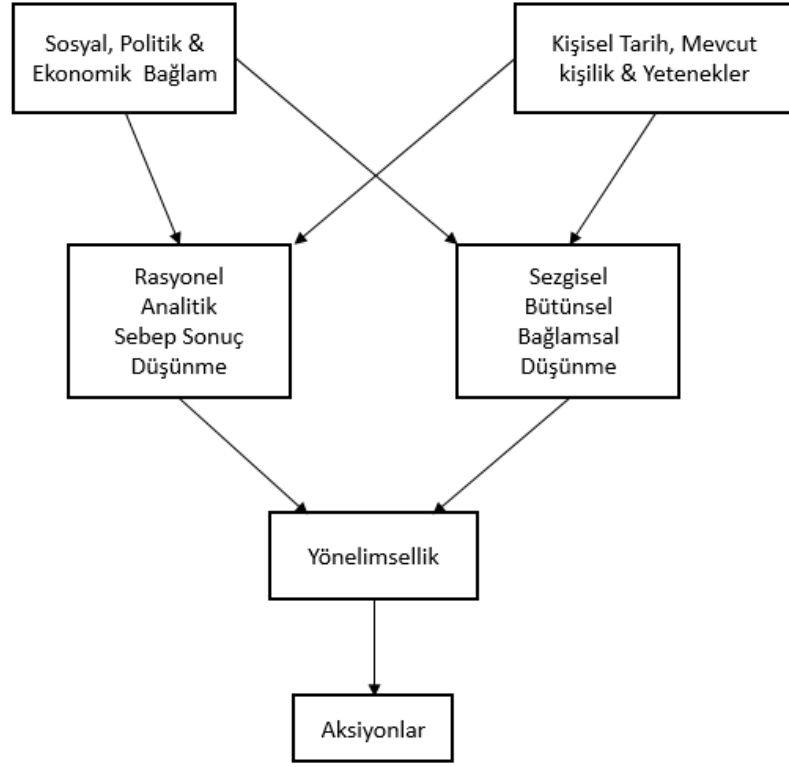 Sosyal, Politik &
Ekonomik  Bağlam
Kişisel Tarih, Mevcut
kişilik & Yetenekler
Rasyonel
Analitik
Sebep Sonuç
Düşünme
Sezgisel
Bütünsel
Bağlamsal
Düşünme
Yönelimsellik
Aksiyonlar